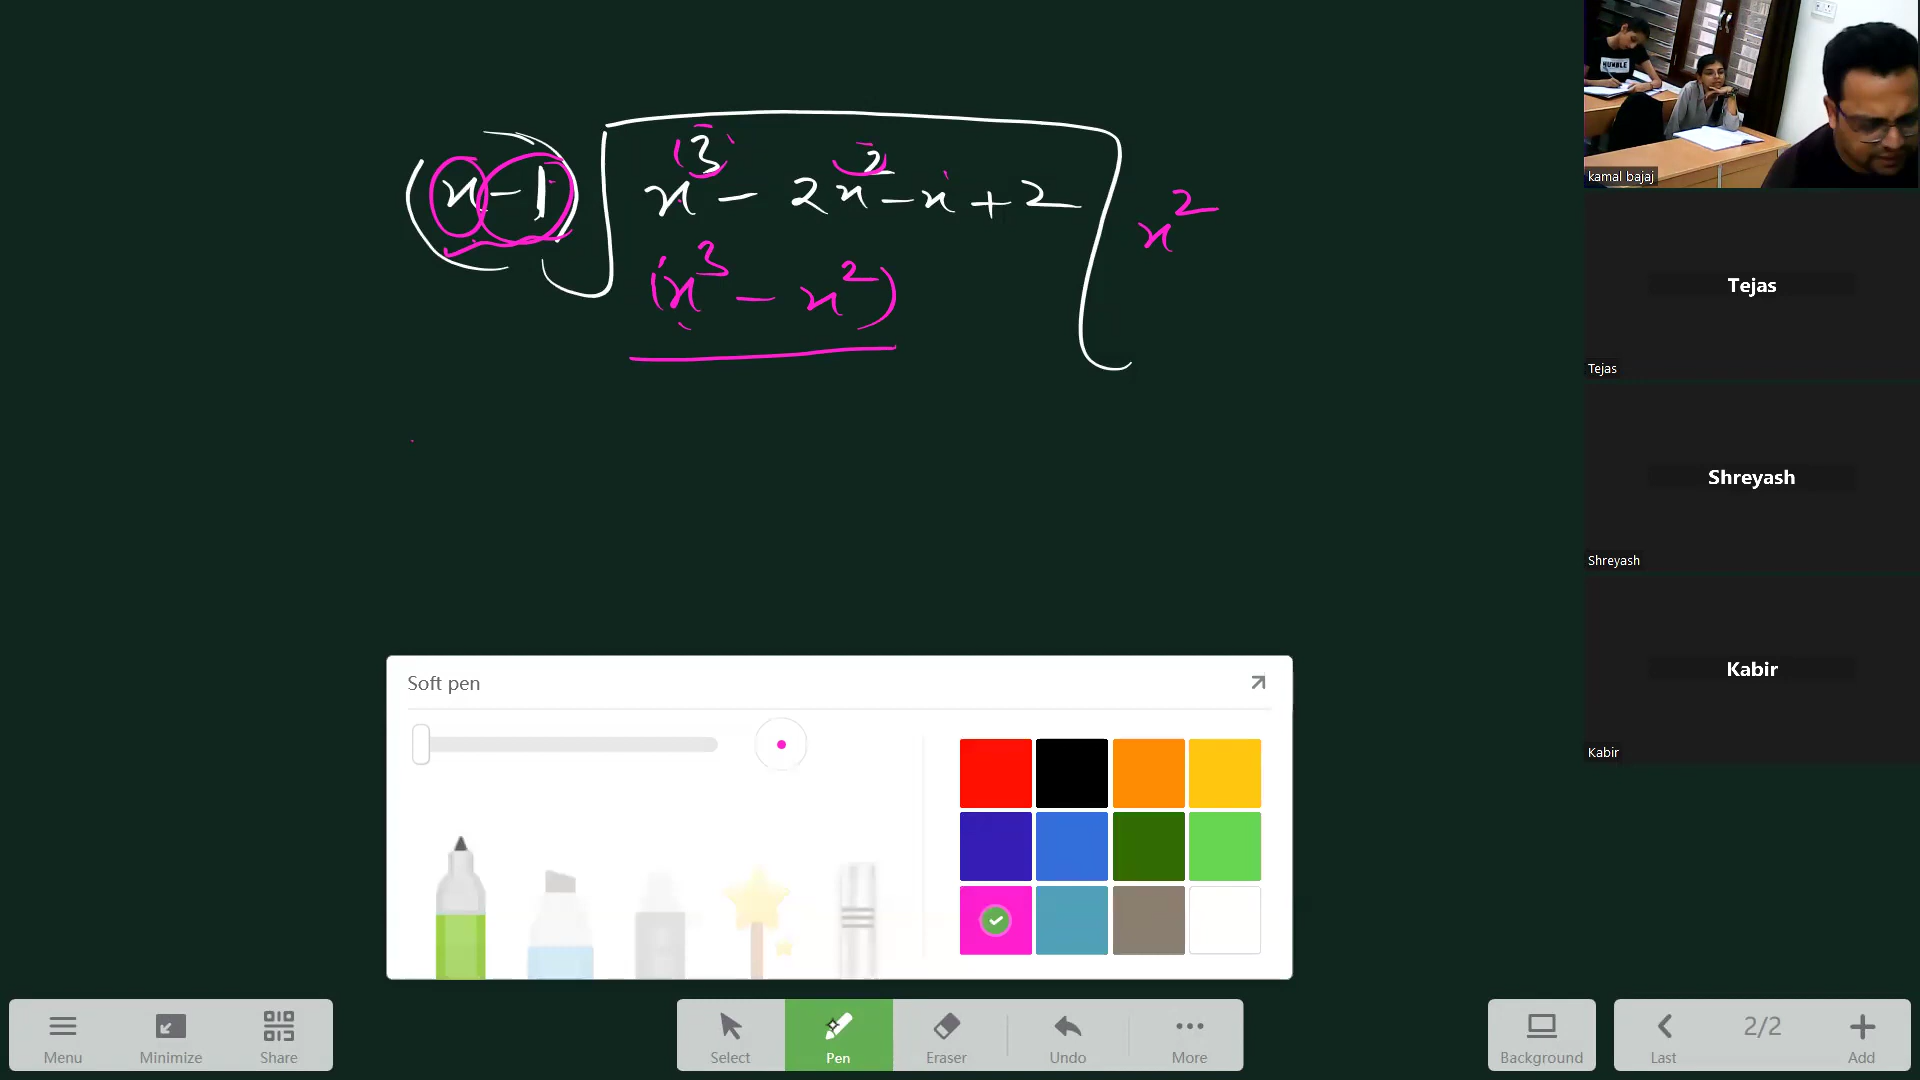 (x-1) x³ - 2x² - x + 2 ( x²
(x³ - x²)
HUMBLE
kamal bajaj
Tejas
Tejas
Shreyash
Shreyash
Kabir
Kabir
Soft pen
Menu Minimize Share Select Pen Eraser Undo More Background Last 2/2 Add